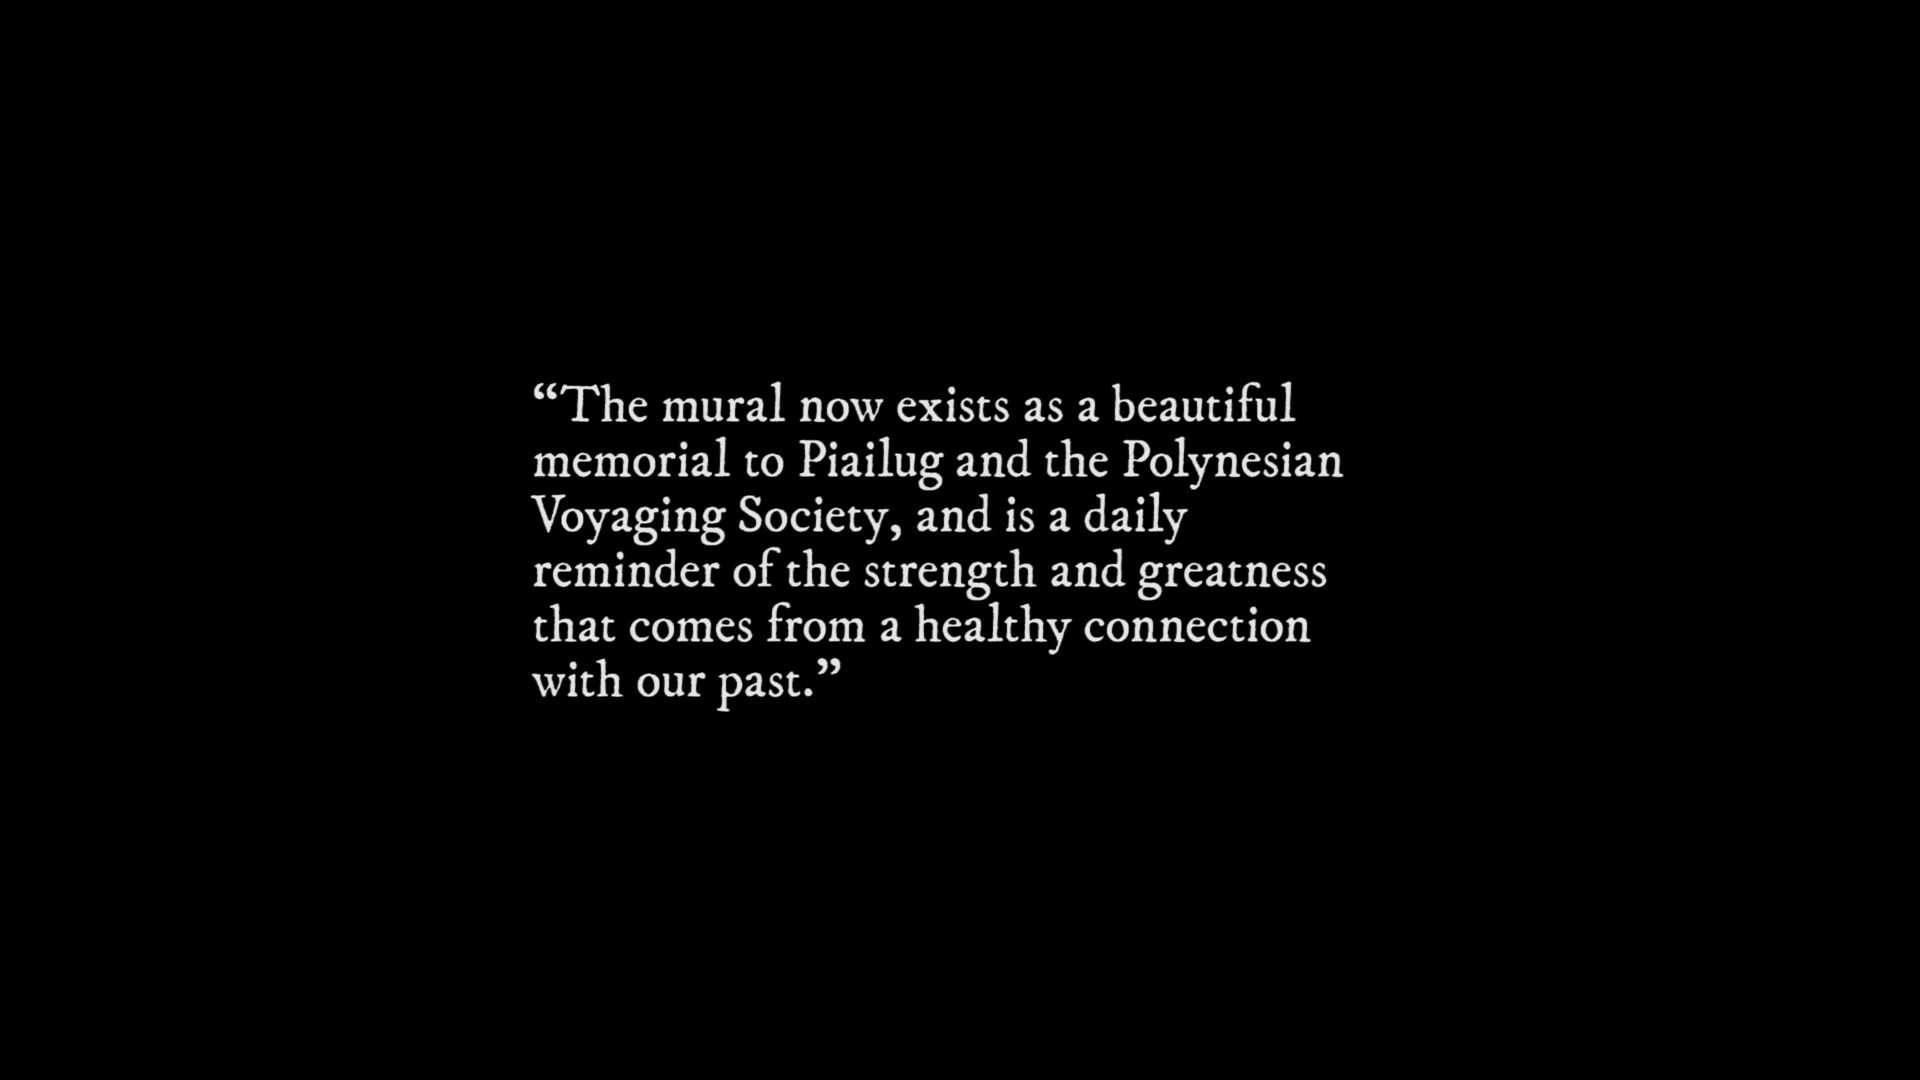 “The mural now exists as a beautiful
memorial to Piailug and the Polynesian
Voyaging Society, and is a daily
reminder of the strength and greatness
that comes from a healthy connection
with our past.”